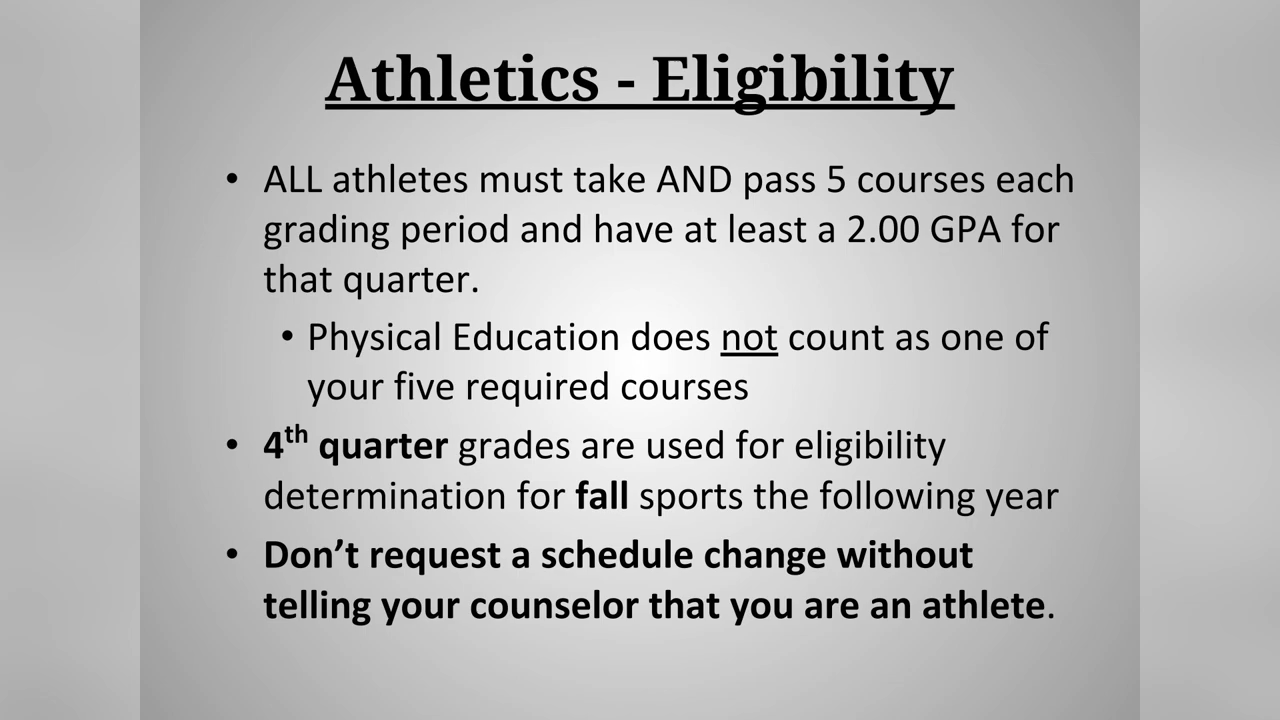 Athletics - Eligibility
• ALL athletes must take AND pass 5 courses each
grading period and have at least a 2.00 GPA for
that quarter.
• Physical Education does not count as one of
your five required courses
• 4th quarter grades are used for eligibility
determination for fall sports the following year
• Don’t request a schedule change without
telling your counselor that you are an athlete.